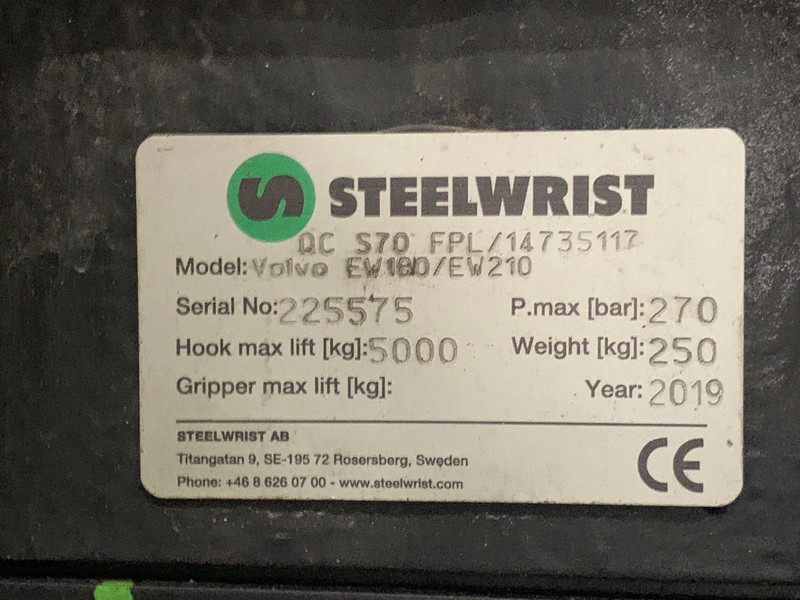 STEELWRIST
QC S70 FPL/14735117
Model: Volvo EW180/EW210
Serial No: 225575 P.max [bar]: 270
Hook max lift [kg]: 5000 Weight [kg]: 250
Gripper max lift [kg]: Year: 2019
STEELWRIST AB
Titangatan 9, SE-195 72 Rosersberg, Sweden
Phone: +46 8 626 07 00 - www.steelwrist.com
CE